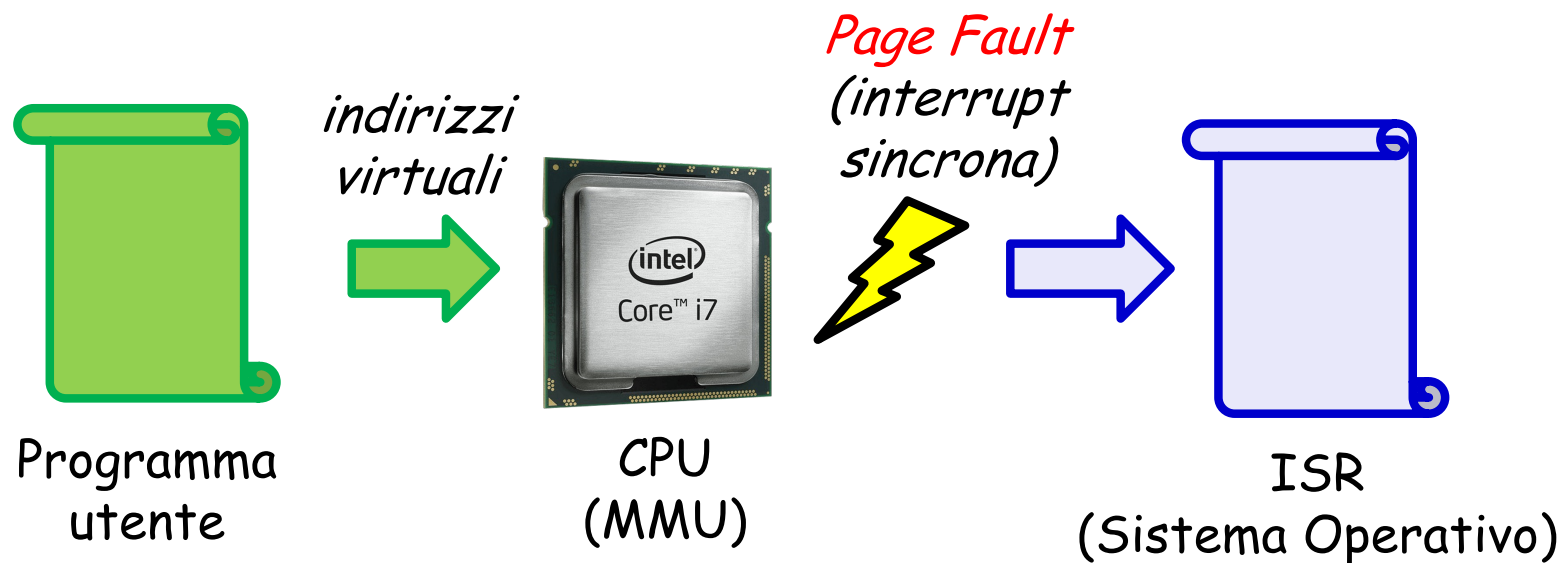 Page Fault
(interrupt
sincrona)
indirizzi
virtuali
intel
Core™ i7
Programma
utente
CPU
(MMU)
ISR
(Sistema Operativo)